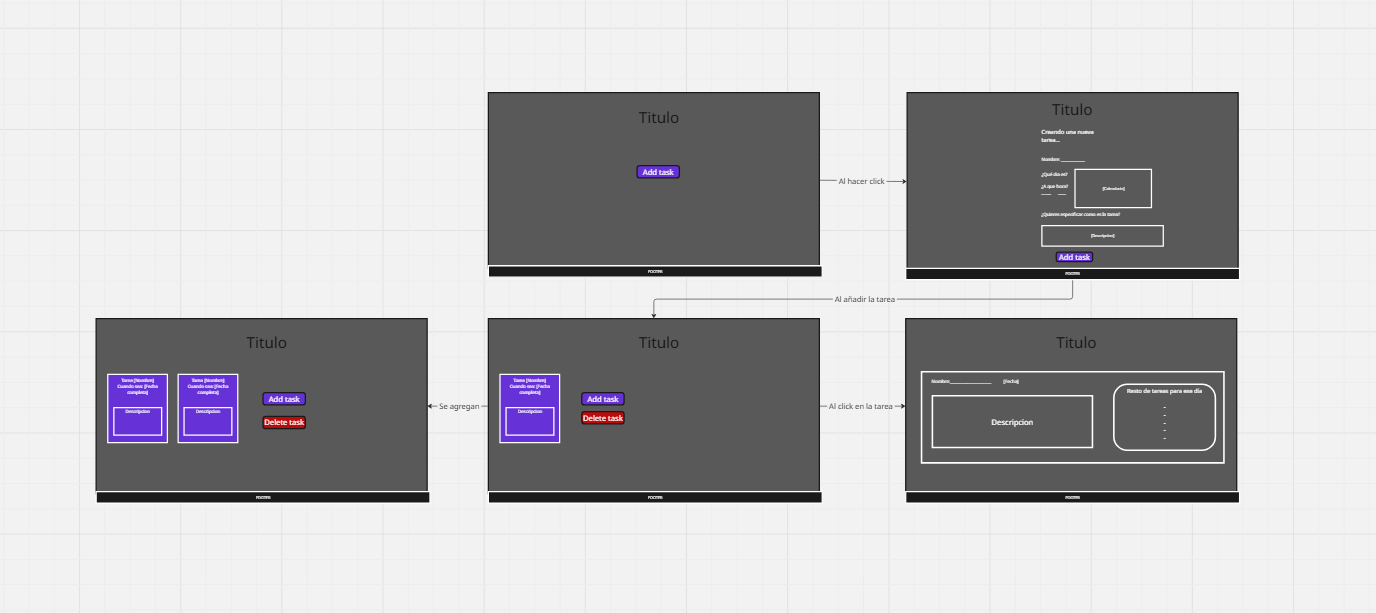 Titulo
Add task
FOOTER
Al hacer click
Titulo
Creando una nueva
tarea...
Nombre: __________
¿Qué día es?
¿A que hora?
____ ____
[Calendario]
¿Quieres especificar como es la tarea?
[Descripcion]
Add task
FOOTER
Al añadir la tarea
Titulo
Tarea [Nombre]
Cuando sea: [Fecha
completa]
Descripcion
Tarea [Nombre]
Cuando sea: [Fecha
completa]
Descripcion
Add task
Delete task
FOOTER
Se agregan
Titulo
Tarea [Nombre]
Cuando sea: [Fecha
completa]
Descripcion
Add task
Delete task
FOOTER
Al click en la tarea
Titulo
Nombre:_________________ [Fecha]
Descripcion
Resto de tareas para ese día
-
-
-
-
-
FOOTER